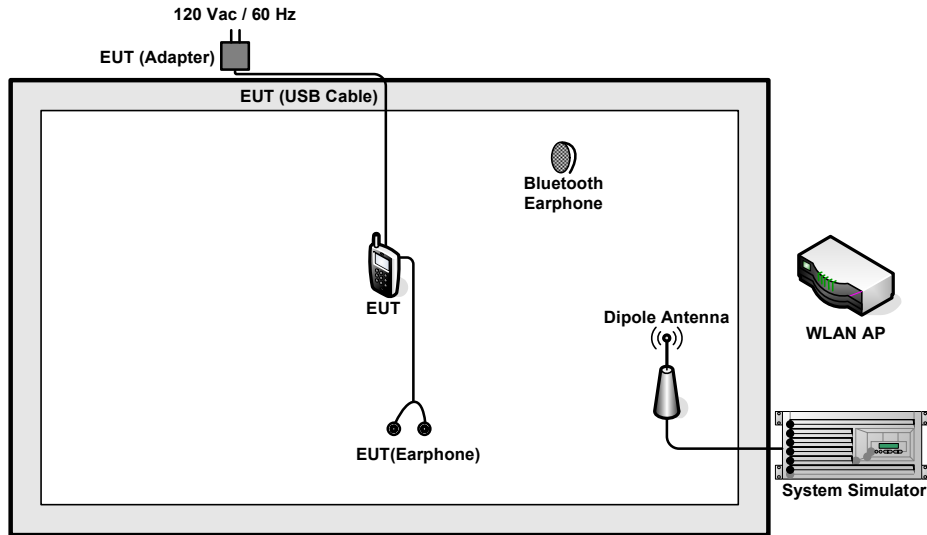 120 Vac / 60 Hz
EUT (Adapter)
EUT (USB Cable)
Bluetooth
Earphone
EUT
Dipole Antenna
WLAN AP
EUT(Earphone)
System Simulator